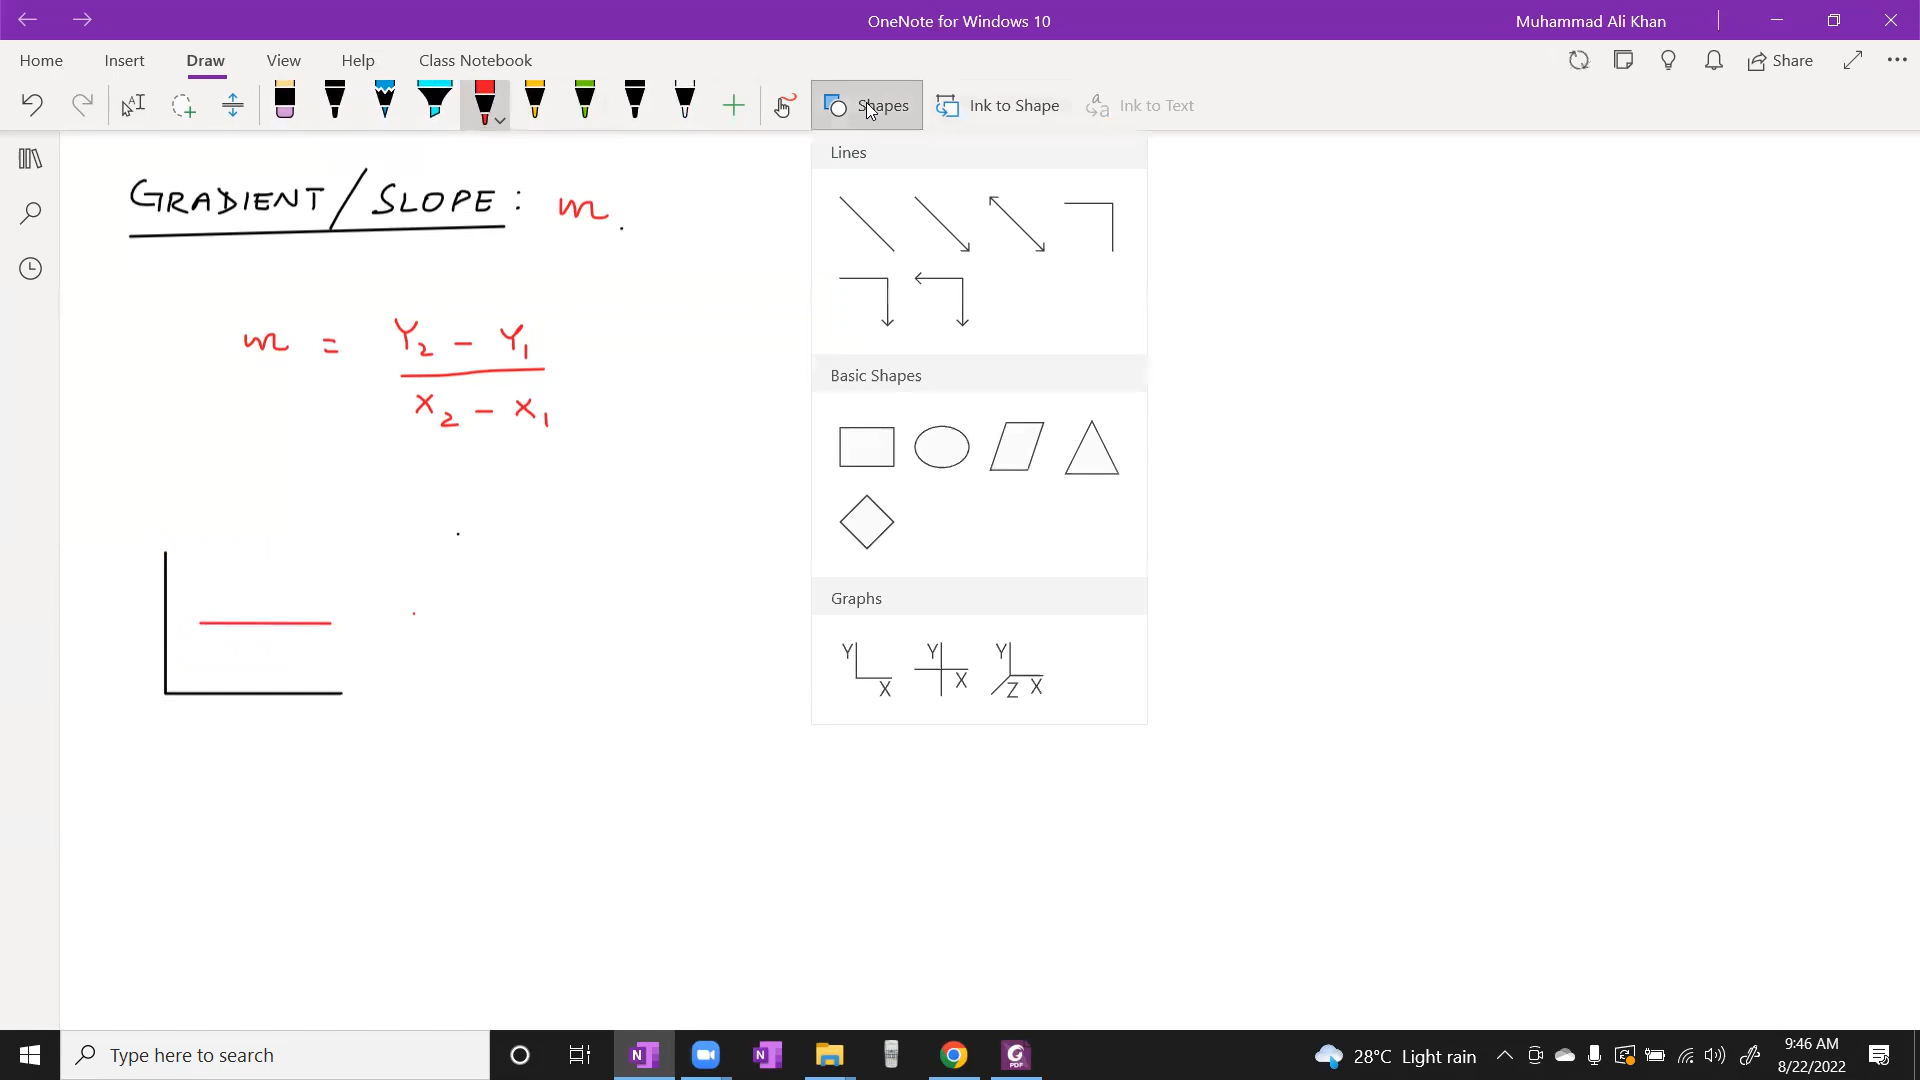 OneNote for Windows 10
Muhammad Ali Khan
Home Insert Draw View Help Class Notebook Share
Shapes Ink to Shape Ink to Text
Lines
GRADIENT / SLOPE : m.
m = Y2 - Y1
X2 - X1
Basic Shapes
Graphs
Y X Y X Y Z X
Type here to search
28°C Light rain
9:46 AM
8/22/2022